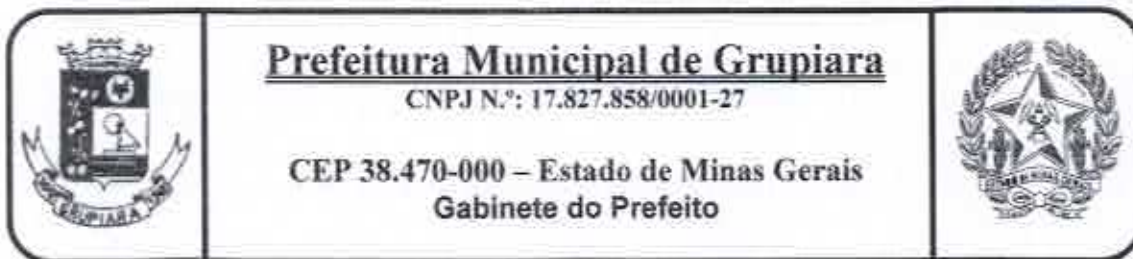 Prefeitura Municipal de Grupiara
CNPJ N.º: 17.827.858/0001-27
CEP 38.470-000 – Estado de Minas Gerais
Gabinete do Prefeito
GRUPIARA